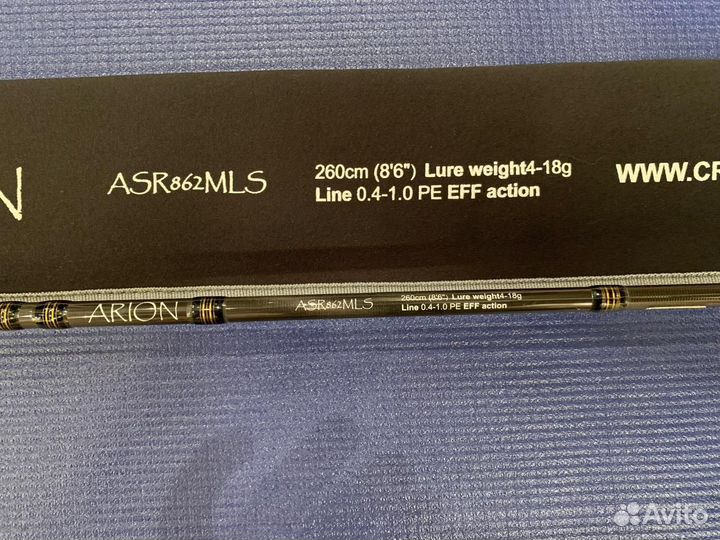 N
ASR862MLS
260cm (8'6") Lure weight4-18g
Line 0.4-1.0 PE EFF action
WWW.CR
ARION
ASR862MLS
260cm (8'6") Lure weight4-18g
Line 0.4-1.0 PE EFF action
Avito